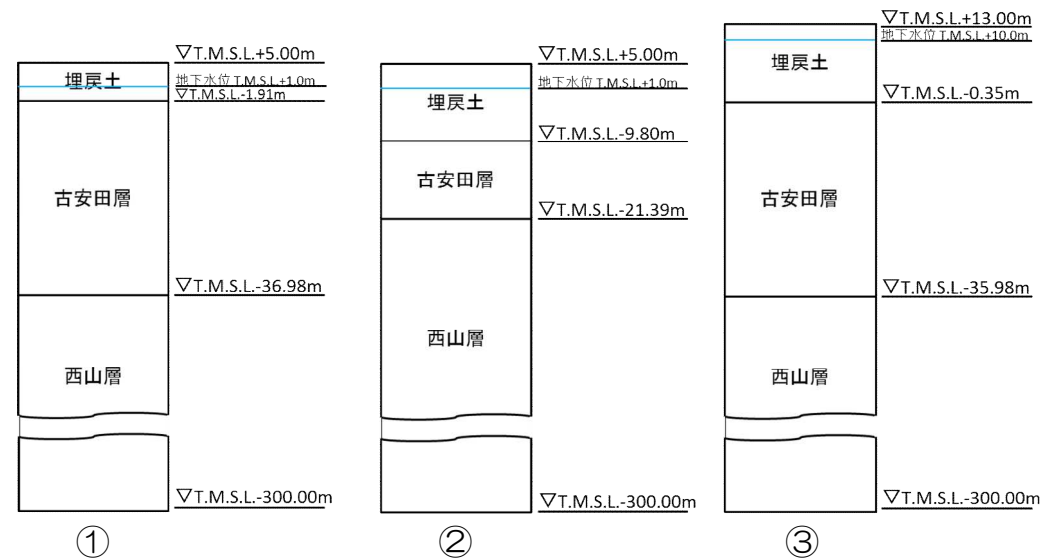 ▽T.M.S.L.+5.00m
埋戻土
地下水位 T.M.S.L.+1.0m
▽T.M.S.L.-1.91m
古安田層
▽T.M.S.L.-36.98m
西山層
▽T.M.S.L.-300.00m
①
▽T.M.S.L.+5.00m
地下水位 T.M.S.L.+1.0m
埋戻土
▽T.M.S.L.-9.80m
古安田層
▽T.M.S.L.-21.39m
西山層
▽T.M.S.L.-300.00m
②
▽T.M.S.L.+13.00m
地下水位 T.M.S.L.+10.0m
埋戻土
▽T.M.S.L.-0.35m
古安田層
▽T.M.S.L.-35.98m
西山層
▽T.M.S.L.-300.00m
③